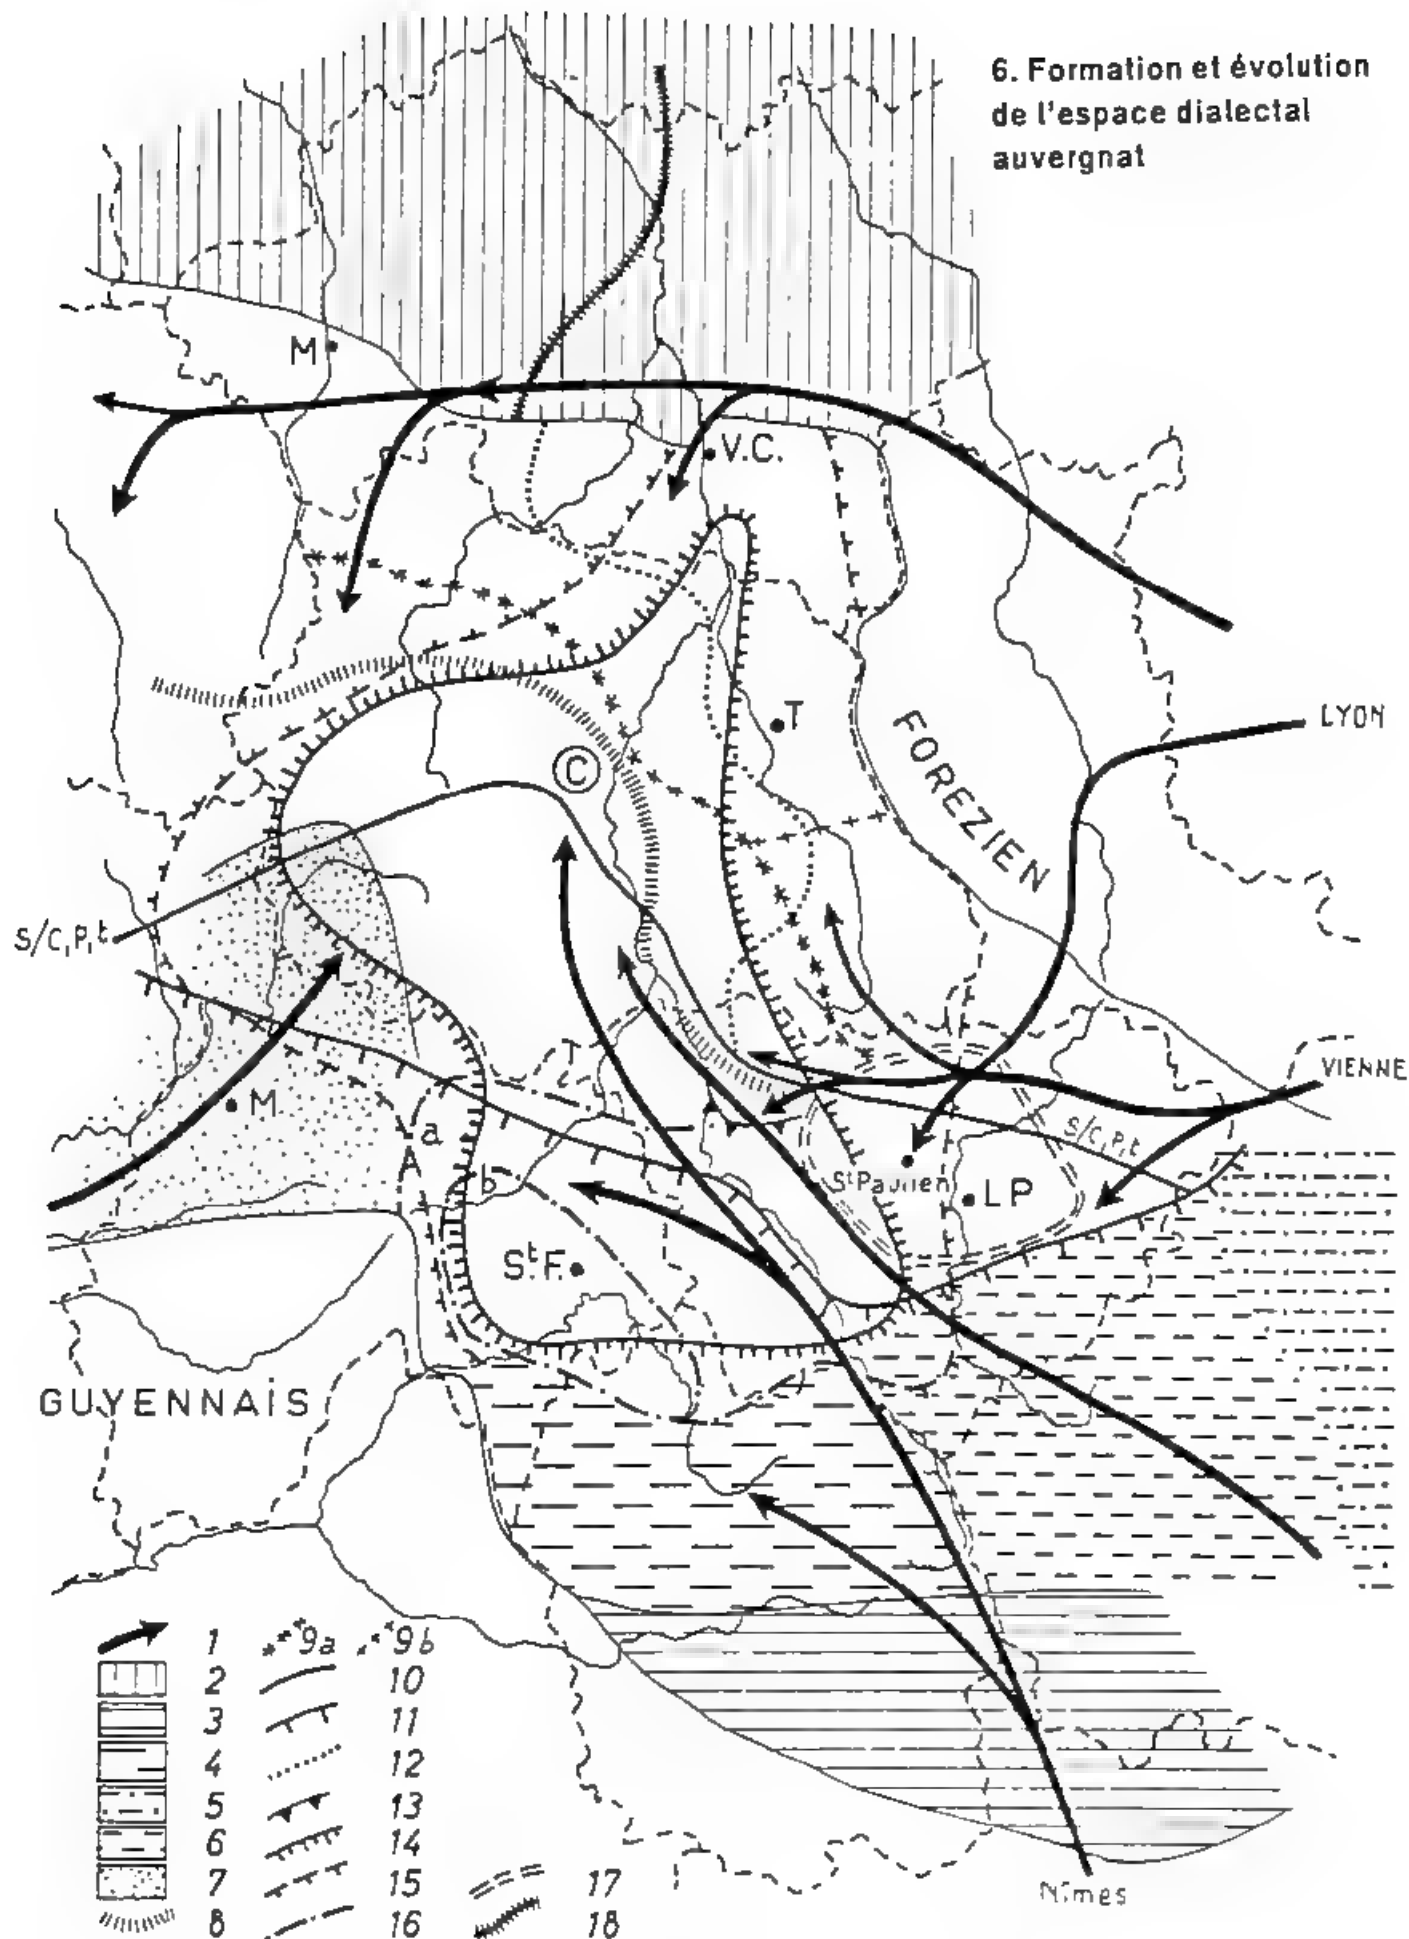 6. Formation et évolution
de l'espace dialectal
auvergnat
M
V.C.
LYON
T
C
FOREZIEN
S/C,P,t
VIENNE
M
a
S/C,P,t
A
b
St Paulien
LP
St.F.
GUYENNAiS
1
9a
9b
2
10
3
11
4
12
5
13
6
14
7
15
17
8
16
18
Nîmes